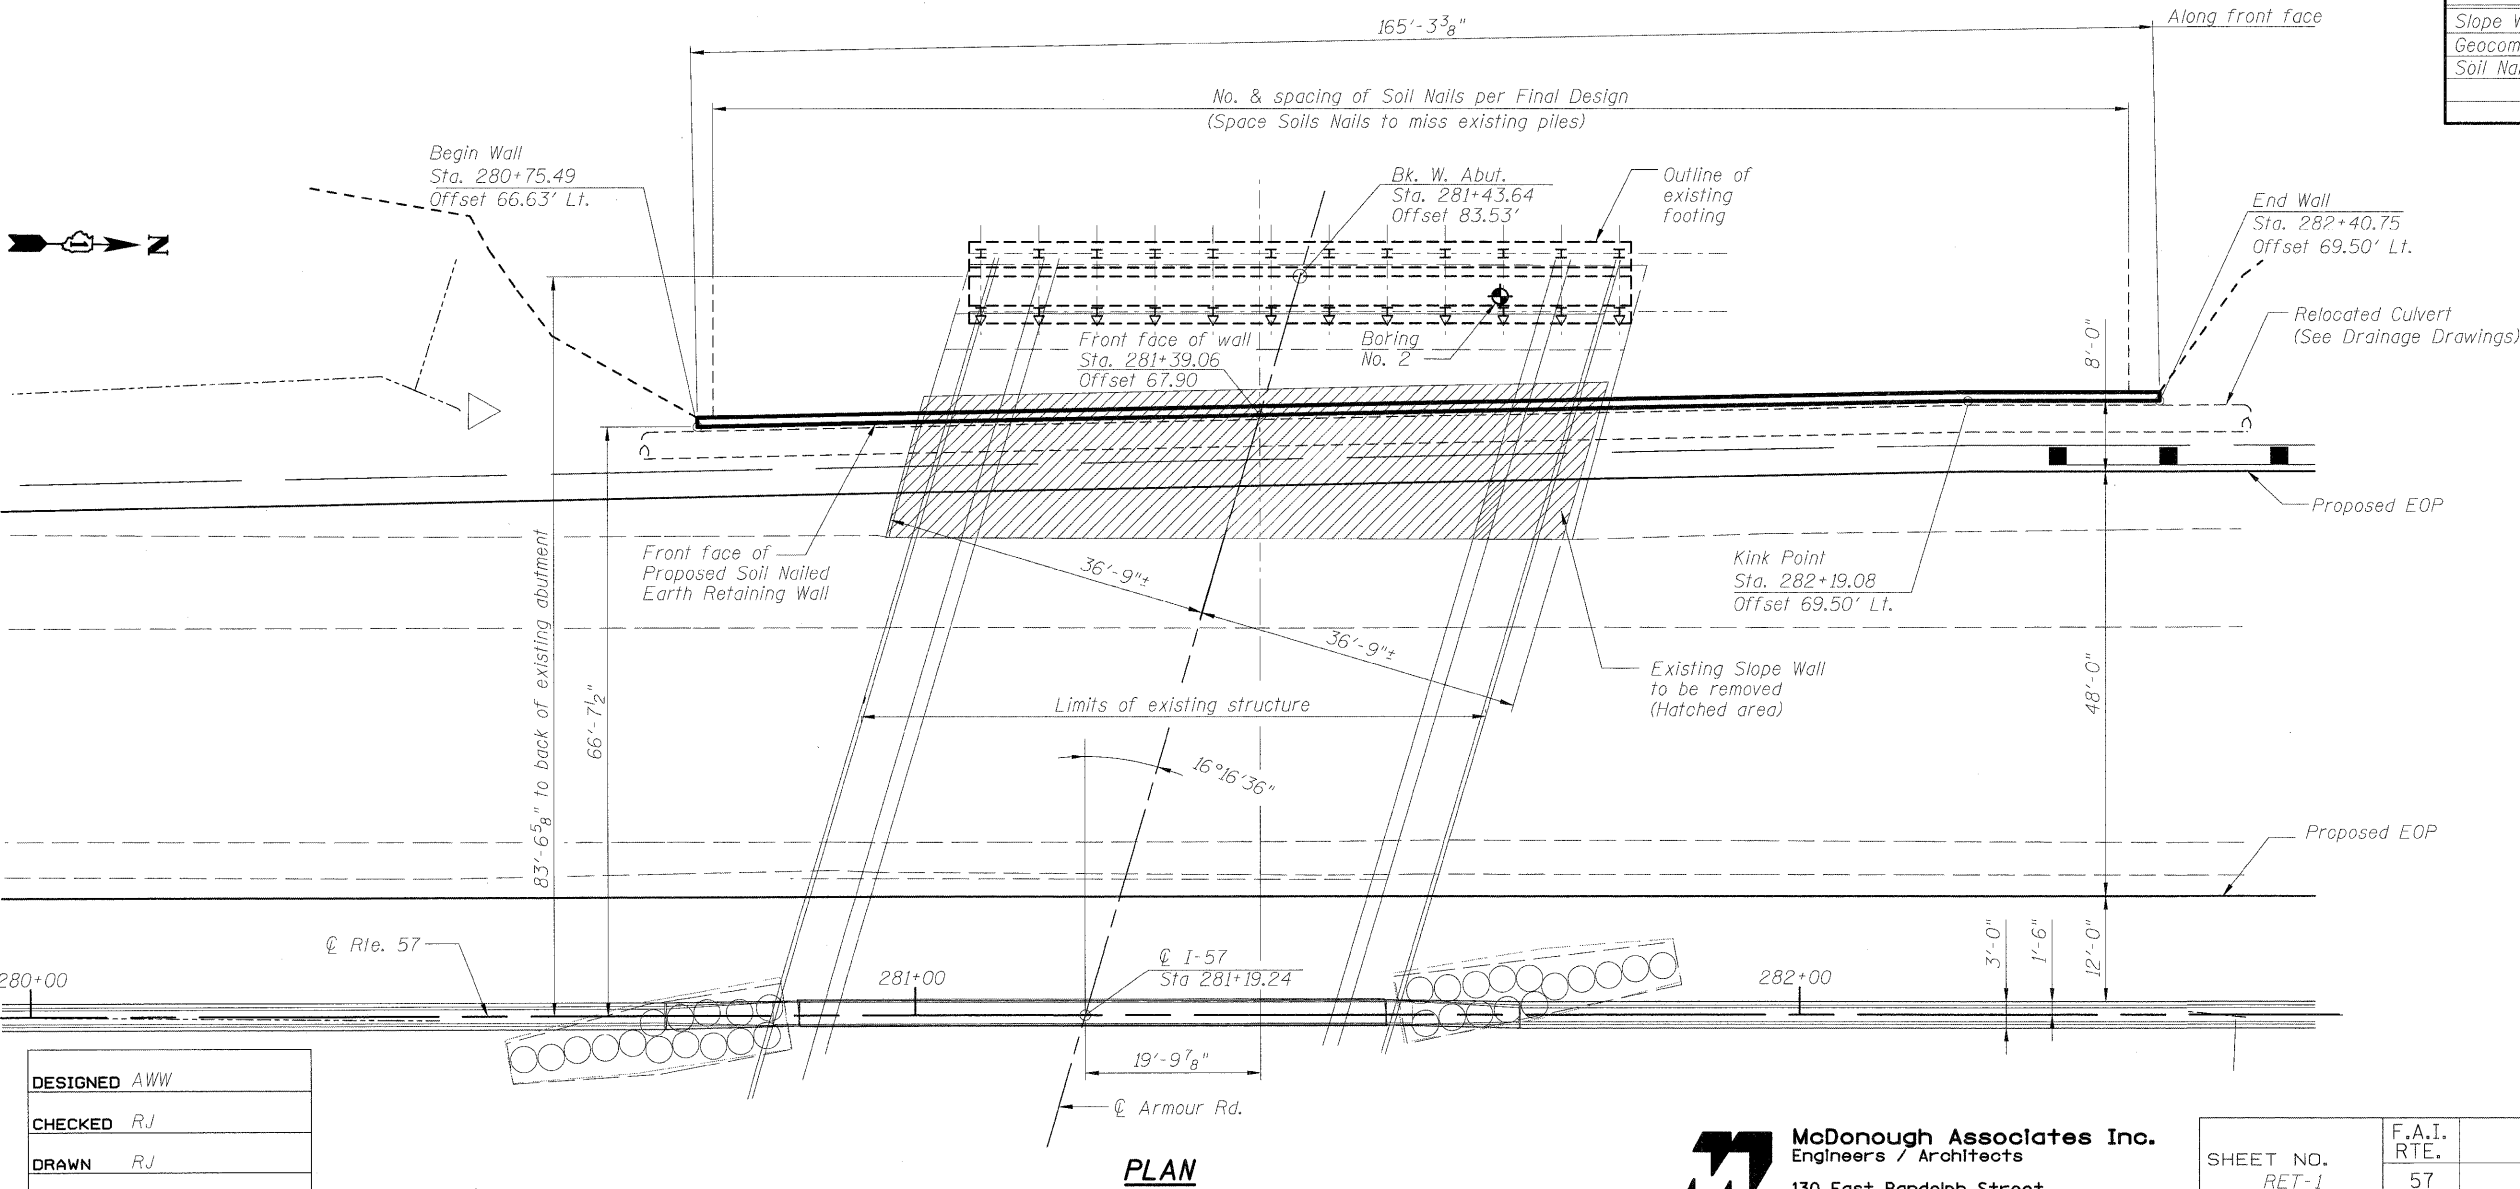 165'-3 3/8"
Along front face
Slope W
Geocom
Soil Na
No. & spacing of Soil Nails per Final Design
(Space Soils Nails to miss existing piles)
Begin Wall
Sta. 280+75.49
Offset 66.63' Lt.
Bk. W. Abut.
Sta. 281+43.64
Offset 83.53'
Outline of
existing
footing
End Wall
Sta. 282+40.75
Offset 69.50' Lt.
N
Relocated Culvert
(See Drainage Drawings)
8'-0"
Front face of wall
Sta. 281+39.06
Offset 67.90
Boring
No. 2
Proposed EOP
Front face of
Proposed Soil Nailed
Earth Retaining Wall
36'-9"±
36'-9"±
Kink Point
Sta. 282+19.08
Offset 69.50' Lt.
Existing Slope Wall
to be removed
(Hatched area)
48'-0"
83'-6 5/8" to back of existing abutment
66'-7 1/2"
Limits of existing structure
16°16'36"
Proposed EOP
℄ Rte. 57
280+00
281+00
℄ I-57
Sta 281+19.24
282+00
3'-0"
1'-6"
12'-0"
19'-9 7/8"
℄ Armour Rd.
DESIGNED AWW
CHECKED RJ
DRAWN RJ
PLAN
McDonough Associates Inc.
Engineers / Architects
130 East Randolph Street
SHEET NO.
RET-1
F.A.I.
RTE.
57